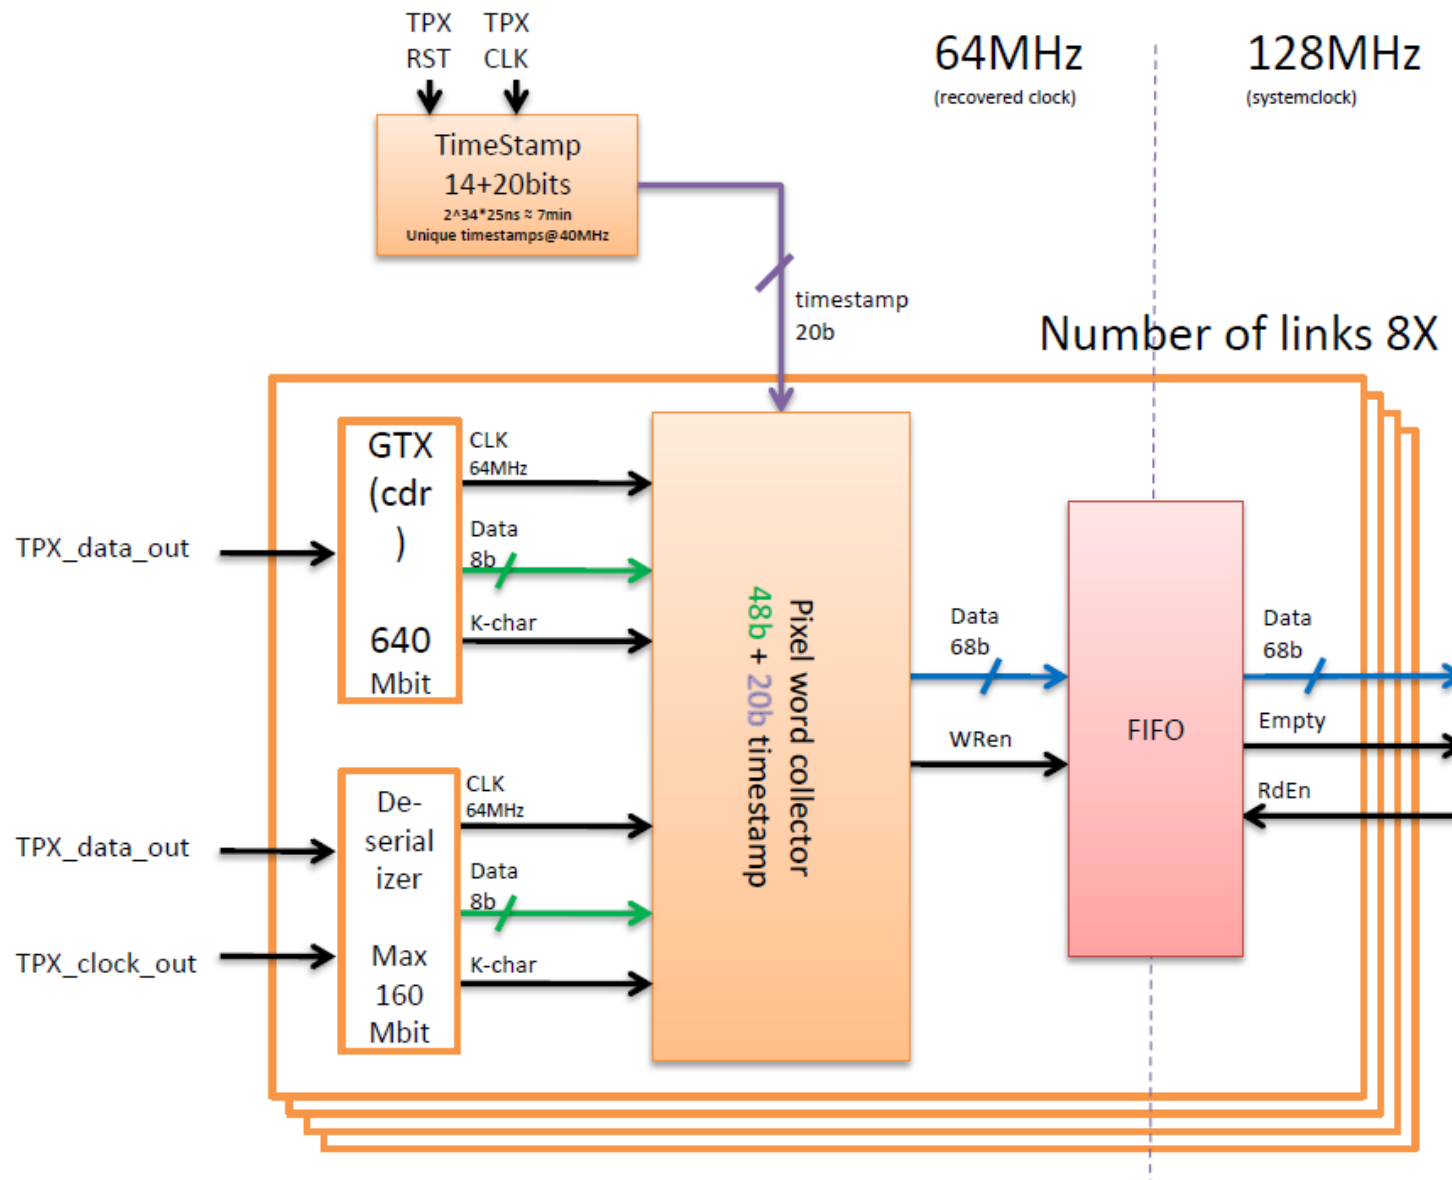 TPX
RST
TPX
CLK
64MHz
(recovered clock)
128MHz
(systemclock)
TimeStamp
14+20bits
2^34*25ns ≈ 7min
Unique timestamps@40MHz
timestamp
20b
Number of links 8X
GTX
(cdr
)
640
Mbit
CLK
64MHz
Data
8b
K-char
TPX_data_out
Pixel word collector
48b + 20b timestamp
Data
68b
WRen
FIFO
Data
68b
Empty
RdEn
TPX_data_out
TPX_clock_out
De-
serial
izer
Max
160
Mbit
CLK
64MHz
Data
8b
K-char